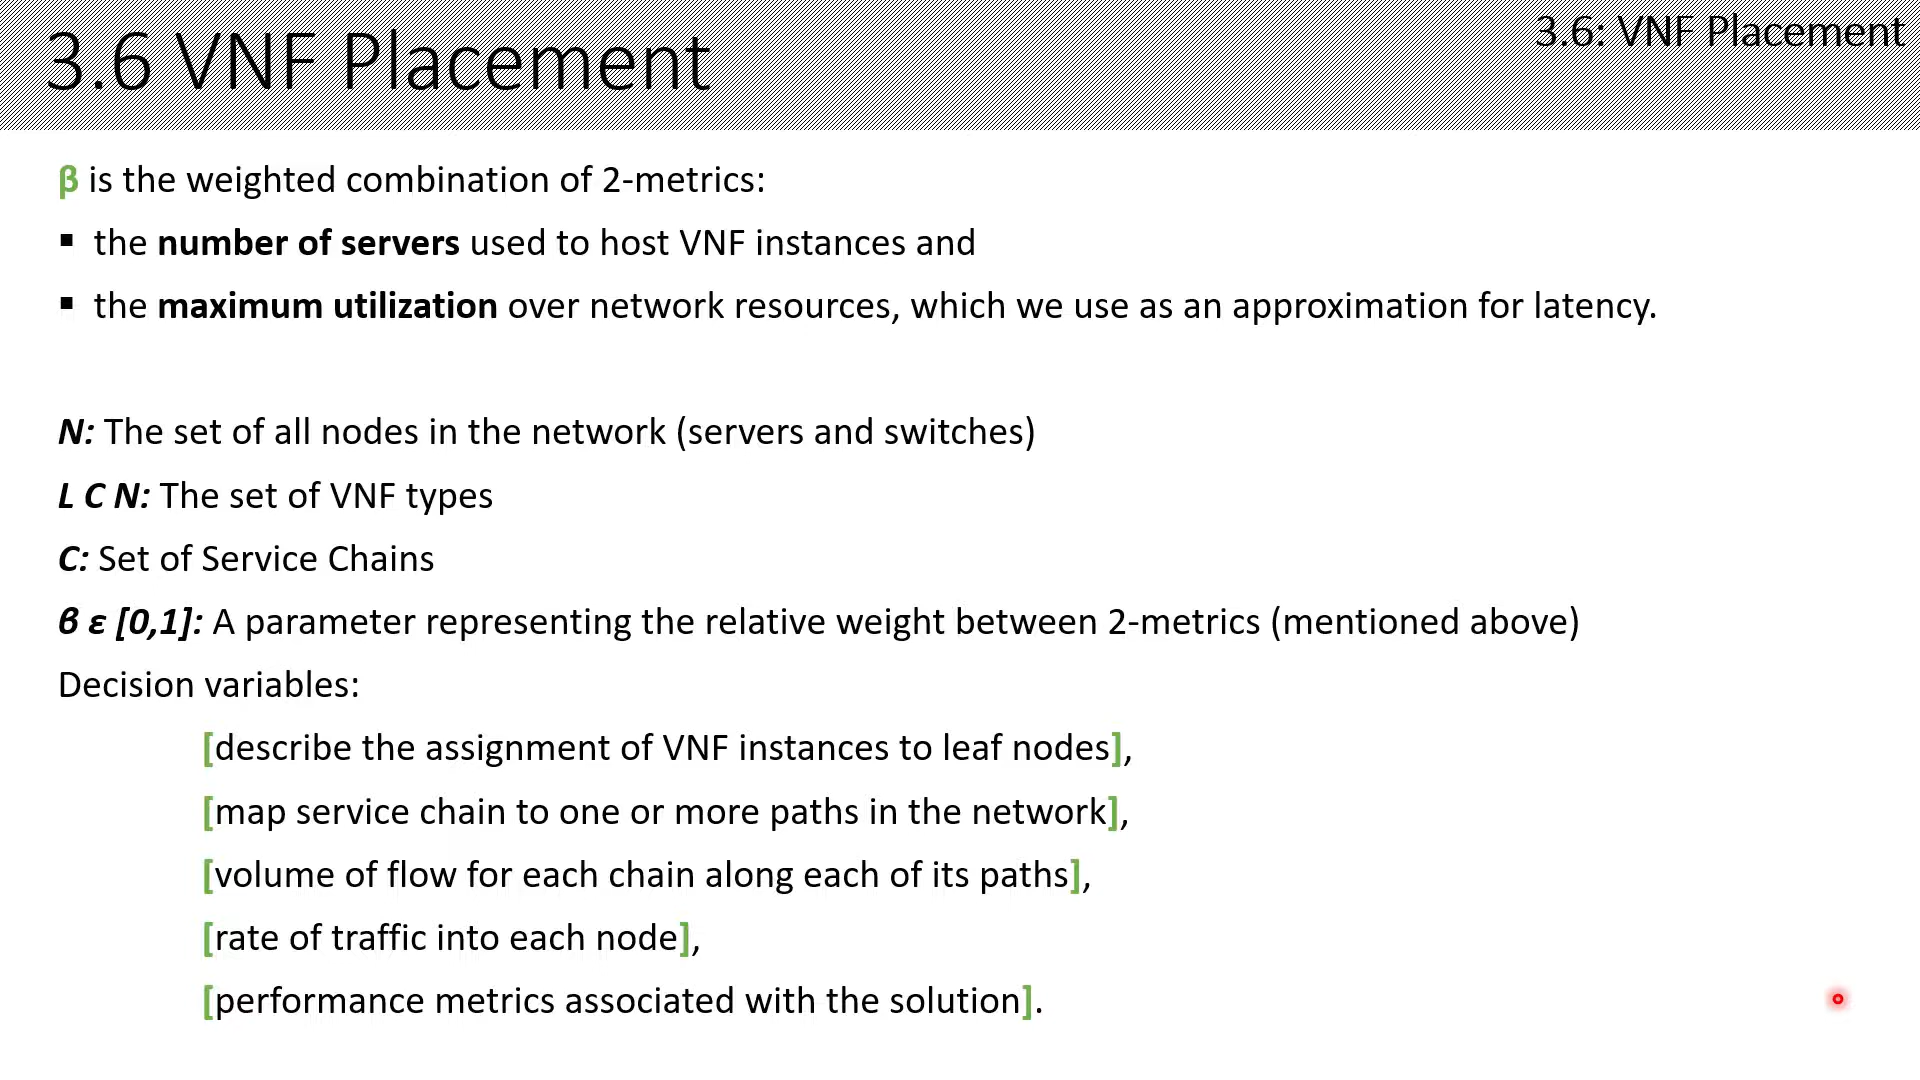 3.6 VNF Placement
3.6: VNF Placement
β is the weighted combination of 2-metrics:
▪ the number of servers used to host VNF instances and
▪ the maximum utilization over network resources, which we use as an approximation for latency.
N: The set of all nodes in the network (servers and switches)
L C N: The set of VNF types
C: Set of Service Chains
β ε [0,1]: A parameter representing the relative weight between 2-metrics (mentioned above)
Decision variables:
[describe the assignment of VNF instances to leaf nodes],
[map service chain to one or more paths in the network],
[volume of flow for each chain along each of its paths],
[rate of traffic into each node],
[performance metrics associated with the solution].